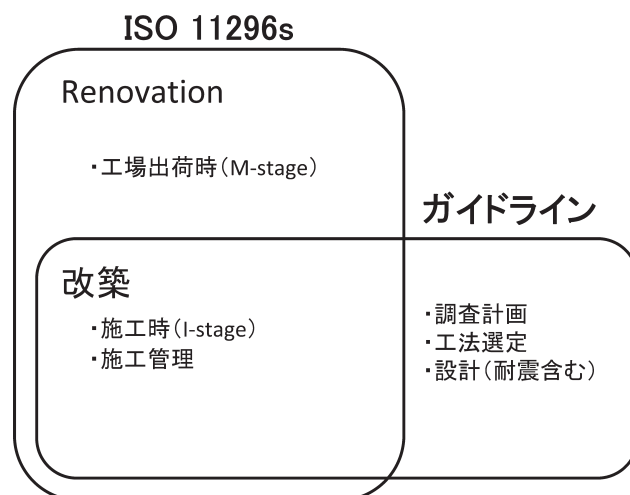 ISO 11296s
Renovation
・工場出荷時(M-stage)
ガイドライン
改築
・施工時(I-stage)
・施工管理
・調査計画
・工法選定
・設計(耐震含む)